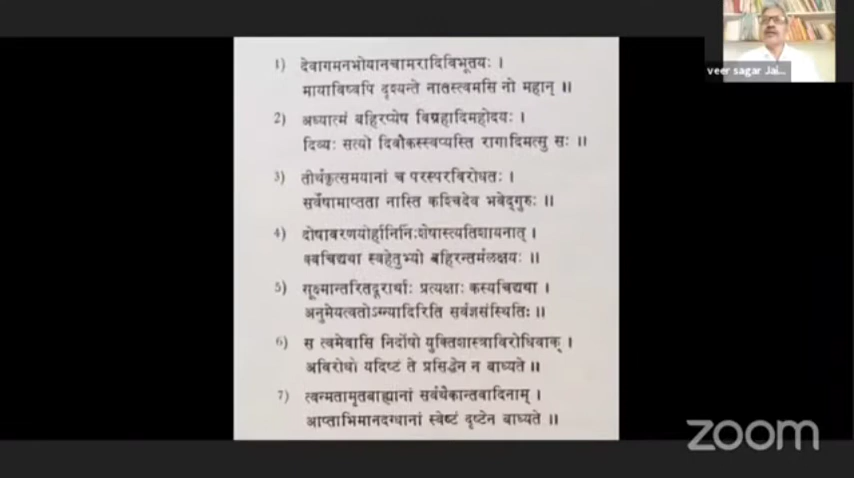 1) देवागमनभोयानचामरादिविभूतयः ।
मायाविष्वपि दृश्यन्ते नातस्त्वमसि नो महान् ॥
2) अध्यात्मं बहिरप्येष विग्रहादिमहोदयः ।
दिव्यः सत्यो दिवौकस्स्वप्यस्ति रागादिमत्सु सः ॥
3) तीर्थकृत्समयानां च परस्परविरोधतः ।
सर्वेषामाप्तता नास्ति कश्चिदेव भवेद्गुरुः ॥
4) दोषावरणयोर्हानिर्निःशेषास्त्यतिशायनात् ।
क्वचिद्यथा स्वहेतुभ्यो बहिरन्तर्मलक्षयः ॥
5) सूक्ष्मान्तरितदूरार्थाः प्रत्यक्षाः कस्यचिद्यथा ।
अनुमेयत्वतोऽग्न्यादिरिति सर्वज्ञसंस्थितिः ॥
6) स त्वमेवासि निर्दोषो युक्तिशास्त्राविरोधिवाक् ।
अविरोधो यदिष्टं ते प्रसिद्धेन न बाध्यते ॥
7) त्वन्मतामृतबाह्यानां सर्वथैकान्तवादिनाम् ।
आप्ताभिमानदग्धानां स्वेष्टं दृष्टेन बाध्यते ॥
veer sagar Jai...
zoom